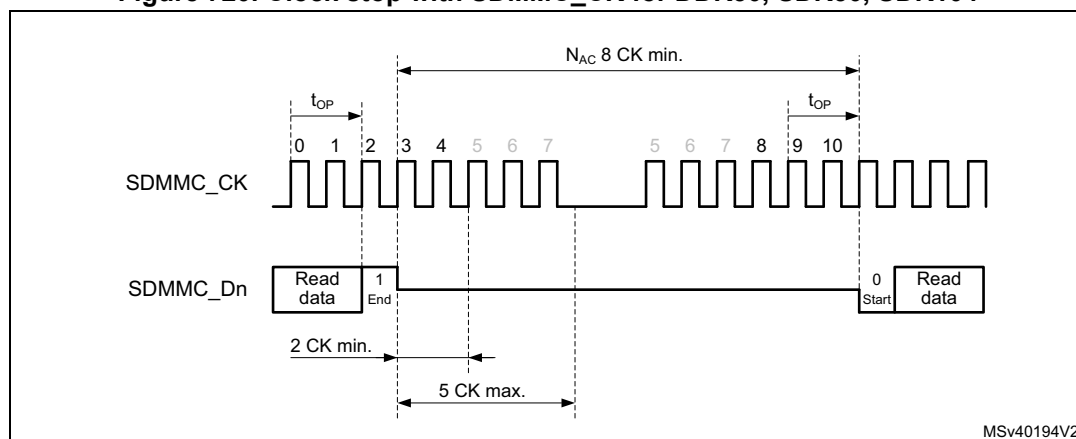 Figure 720. Clock stop with SDMMC_CK for DDR50, SDR50, SDR104
N_AC 8 CK min.
t_OP t_OP
0 1 2 3 4 5 6 7 5 6 7 8 9 10
SDMMC_CK
SDMMC_Dn
Read data
1
End
0
Start
Read data
2 CK min.
5 CK max.
MSv40194V2